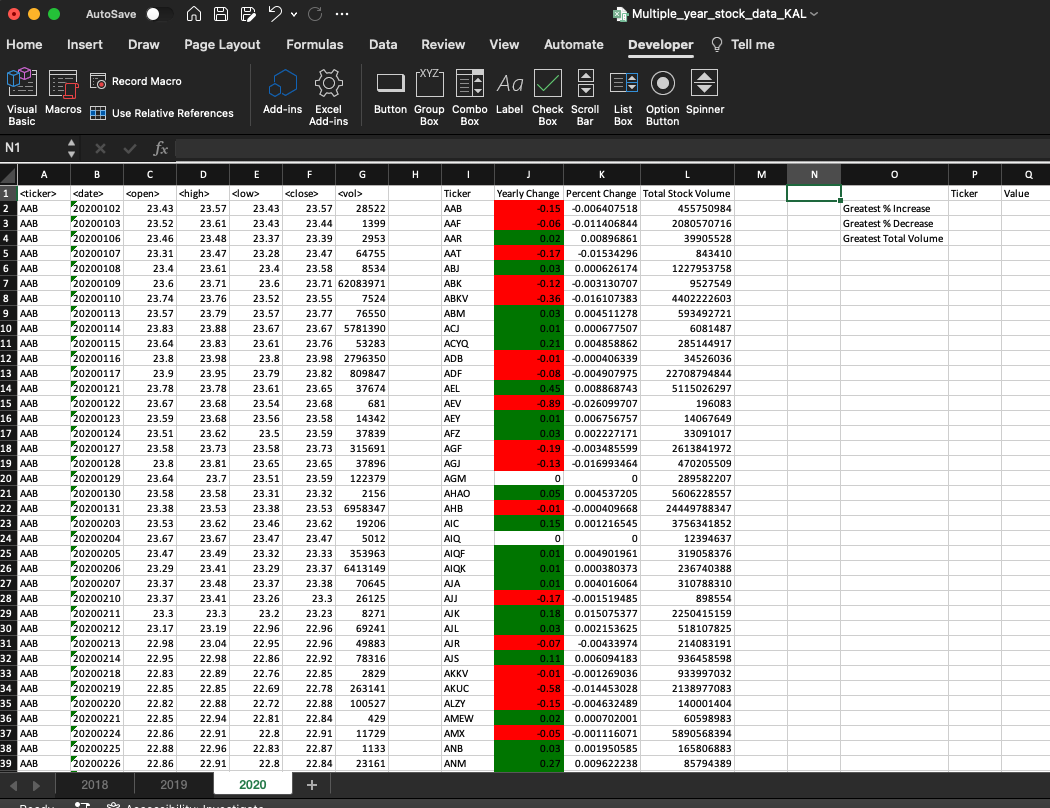 AutoSave Multiple_year_stock_data_KAL
Home Insert Draw Page Layout Formulas Data Review View Automate Developer Tell me
Visual Basic Macros Record Macro Use Relative References Add-ins Excel Add-ins Button Group Box Combo Box Label Check Box Scroll Bar List Box Option Button Spinner
XYZ Aa
N1 fx
A B C D E F G H I J K L M N O P Q
1 <ticker> <date> <open> <high> <low> <close> <vol> Ticker Yearly Change Percent Change Total Stock Volume Ticker Value
2 AAB 20200102 23.43 23.57 23.43 23.57 28522 AAB -0.15 -0.006407518 455750984 Greatest % Increase
3 AAB 20200103 23.52 23.61 23.43 23.44 1399 AAF -0.06 -0.011406844 2080570716 Greatest % Decrease
4 AAB 20200106 23.46 23.48 23.37 23.39 2953 AAR 0.02 0.00896861 39905528 Greatest Total Volume
5 AAB 20200107 23.31 23.47 23.28 23.47 64755 AAT -0.17 -0.01534296 843410
6 AAB 20200108 23.4 23.61 23.4 23.58 8534 ABJ 0.03 0.000626174 1227953758
7 AAB 20200109 23.6 23.71 23.6 23.71 62083971 ABK -0.12 -0.003130707 9527549
8 AAB 20200110 23.74 23.76 23.52 23.55 7524 ABKV -0.36 -0.016107383 4402222603
9 AAB 20200113 23.57 23.79 23.57 23.77 76550 ABM 0.03 0.004511278 593492721
10 AAB 20200114 23.83 23.88 23.67 23.67 5781390 ACJ 0.01 0.000677507 6081487
11 AAB 20200115 23.64 23.83 23.61 23.76 53283 ACYQ 0.21 0.004858862 285144917
12 AAB 20200116 23.8 23.98 23.8 23.98 2796350 ADB -0.01 -0.000406339 34526036
13 AAB 20200117 23.9 23.95 23.79 23.82 809847 ADF -0.08 -0.004907975 22708794844
14 AAB 20200121 23.78 23.78 23.61 23.65 37674 AEL 0.45 0.008868743 5115026297
15 AAB 20200122 23.67 23.68 23.54 23.68 681 AEV -0.89 -0.026099707 196083
16 AAB 20200123 23.59 23.68 23.56 23.58 14342 AEY 0.01 0.006756757 14067649
17 AAB 20200124 23.51 23.62 23.5 23.59 37839 AFZ 0.03 0.002227171 33091017
18 AAB 20200127 23.58 23.73 23.58 23.73 315691 AGF -0.19 -0.003485599 2613841972
19 AAB 20200128 23.8 23.81 23.65 23.65 37896 AGJ -0.13 -0.016993464 470205509
20 AAB 20200129 23.64 23.7 23.51 23.59 122379 AGM 0 0 289582207
21 AAB 20200130 23.58 23.58 23.31 23.32 2156 AHAO 0.05 0.004537205 5606228557
22 AAB 20200131 23.38 23.53 23.38 23.53 6958347 AHB -0.01 -0.000409668 24449788347
23 AAB 20200203 23.53 23.62 23.46 23.62 19206 AIC 0.15 0.001216545 3756341852
24 AAB 20200204 23.67 23.67 23.47 23.47 5012 AIQ 0 0 12394637
25 AAB 20200205 23.47 23.49 23.32 23.33 353963 AIQF 0.01 0.004901961 319058376
26 AAB 20200206 23.29 23.41 23.29 23.37 6413149 AIQK 0.01 0.000380373 236740388
27 AAB 20200207 23.37 23.48 23.37 23.38 70645 AJA 0.01 0.004016064 310788310
28 AAB 20200210 23.37 23.41 23.26 23.3 26125 AJJ -0.17 -0.001519485 898554
29 AAB 20200211 23.3 23.3 23.2 23.23 8271 AJK 0.18 0.015075377 2250415159
30 AAB 20200212 23.17 23.19 22.96 22.96 69241 AJL 0.03 0.002153625 518107825
31 AAB 20200213 22.98 23.04 22.95 22.96 49883 AJR -0.07 -0.00433974 214083191
32 AAB 20200214 22.95 22.98 22.86 22.92 78316 AJS 0.11 0.006094183 936458598
33 AAB 20200218 22.83 22.89 22.76 22.85 2829 AKKV -0.01 -0.001269036 933997032
34 AAB 20200219 22.85 22.85 22.69 22.78 263141 AKUC -0.58 -0.014453028 2138977083
35 AAB 20200220 22.82 22.88 22.72 22.88 100527 ALZY -0.15 -0.004632489 140001404
36 AAB 20200221 22.85 22.94 22.81 22.84 429 AMEW 0.02 0.000702001 60598983
37 AAB 20200224 22.86 22.91 22.8 22.91 11729 AMX -0.05 -0.001116071 5890568394
38 AAB 20200225 22.88 22.96 22.83 22.87 1133 ANB 0.03 0.001950585 165806883
39 AAB 20200226 22.86 22.91 22.8 22.84 23161 ANM 0.27 0.009622238 85794389
2018 2019 2020 +
Ready Accessibility: Investigate